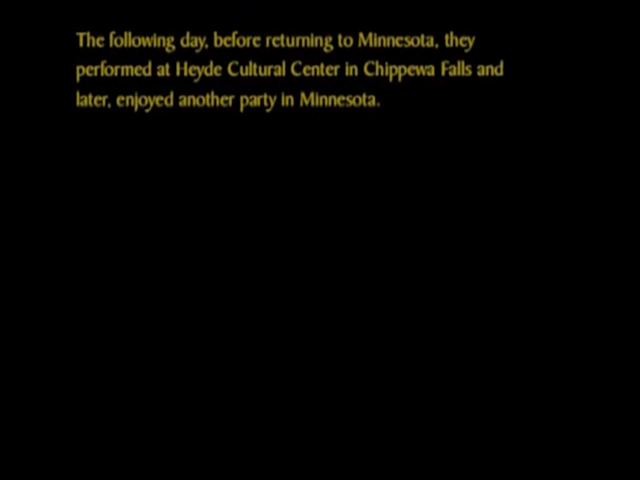 The following day, before returning to Minnesota, they
performed at Heyde Cultural Center in Chippewa Falls and
later, enjoyed another party in Minnesota.